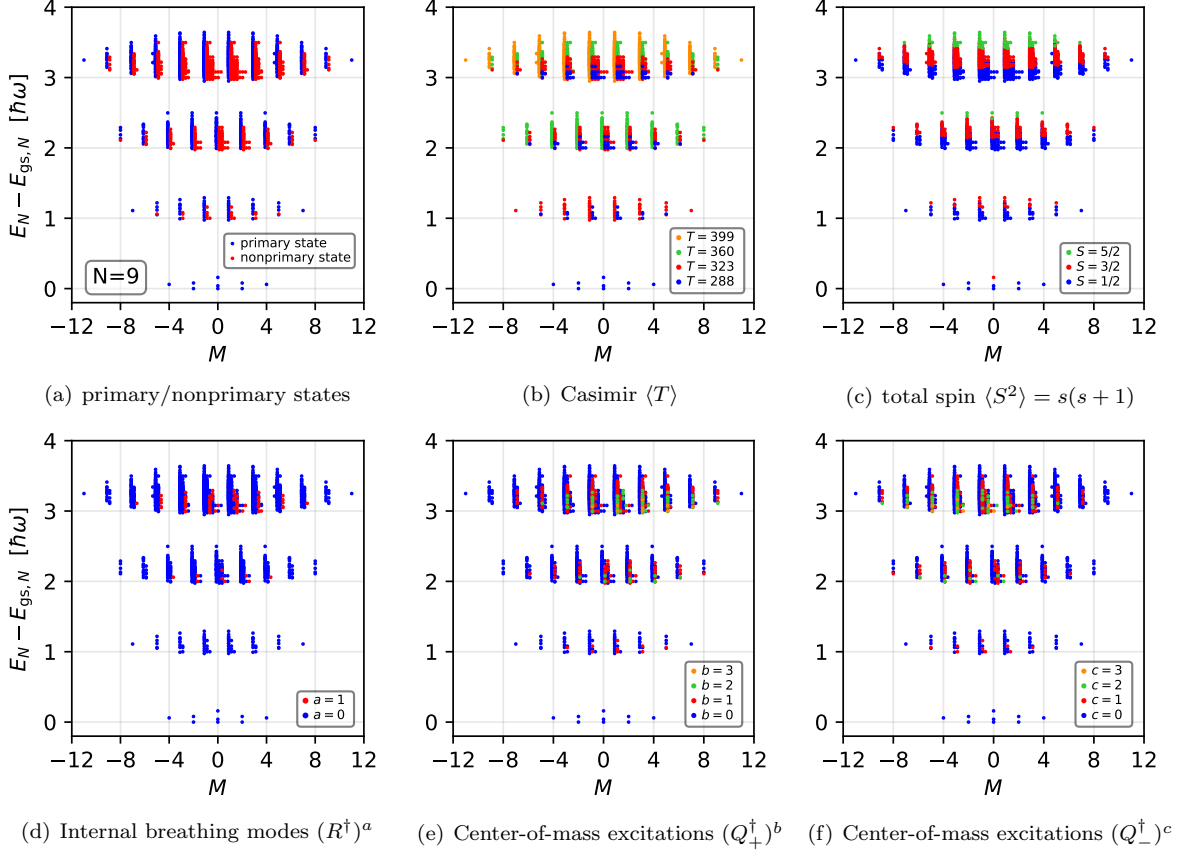 4
3
2
1
0
E_N − E_gs,N [ħω]
−12 −8 −4 0 4 8 12
M
primary state
nonprimary state
N=9
(a) primary/nonprimary states
4
3
2
1
0
−12 −8 −4 0 4 8 12
M
T = 399
T = 360
T = 323
T = 288
(b) Casimir ⟨T⟩
4
3
2
1
0
−12 −8 −4 0 4 8 12
M
S = 5/2
S = 3/2
S = 1/2
(c) total spin ⟨S²⟩ = s(s + 1)
4
3
2
1
0
E_N − E_gs,N [ħω]
−12 −8 −4 0 4 8 12
M
a = 1
a = 0
(d) Internal breathing modes (R†)^a
4
3
2
1
0
−12 −8 −4 0 4 8 12
M
b = 3
b = 2
b = 1
b = 0
(e) Center-of-mass excitations (Q₊†)^b
4
3
2
1
0
−12 −8 −4 0 4 8 12
M
c = 3
c = 2
c = 1
c = 0
(f) Center-of-mass excitations (Q₋†)^c